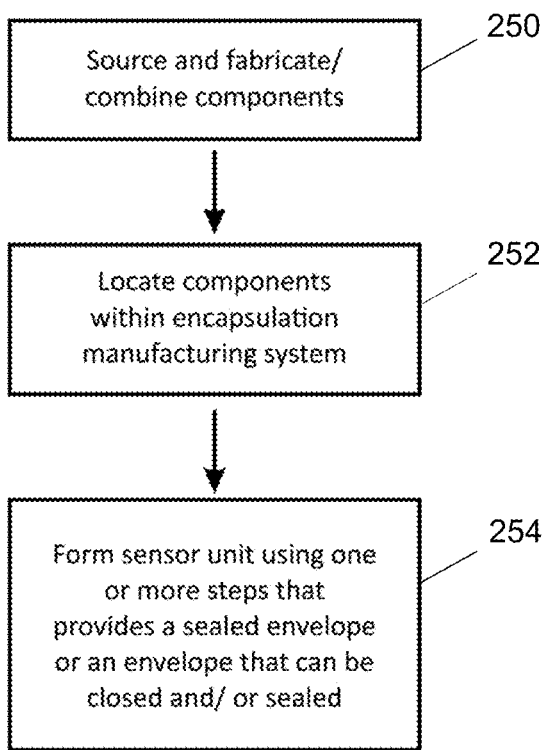 250
Source and fabricate/
combine components
252
Locate components
within encapsulation
manufacturing system
254
Form sensor unit using one
or more steps that
provides a sealed envelope
or an envelope that can be
closed and/ or sealed